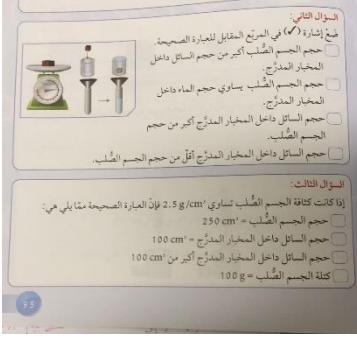 السؤال الثاني:
ضع إشارة (✓) في المربّع المقابل للعبارة الصحيحة.
حجم الجسم الصُّلب أكبر من حجم السائل داخل
المخبار المدرَّج.
حجم الجسم الصُّلب يساوي حجم الماء داخل
المخبار المدرَّج.
حجم السائل داخل المخبار المدرَّج أكبر من حجم
الجسم الصُّلب.
حجم السائل داخل المخبار المدرَّج أقلّ من حجم الجسم الصُّلب.
السؤال الثالث:
إذا كانت كثافة الجسم الصُّلب تساوي 2.5 g/cm³ فإنّ العبارة الصحيحة ممّا يلي هي:
حجم الجسم الصُّلب = 250 cm³
حجم السائل داخل المخبار المدرَّج = 100 cm³
حجم السائل داخل المخبار المدرَّج أكبر من 100 cm³
كتلة الجسم الصُّلب = 100 g
95